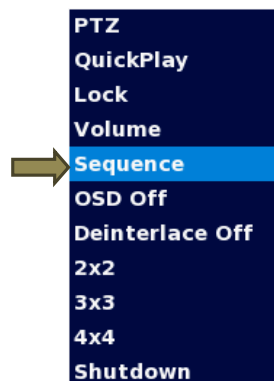 PTZ
QuickPlay
Lock
Volume
Sequence
OSD Off
Deinterlace Off
2x2
3x3
4x4
Shutdown